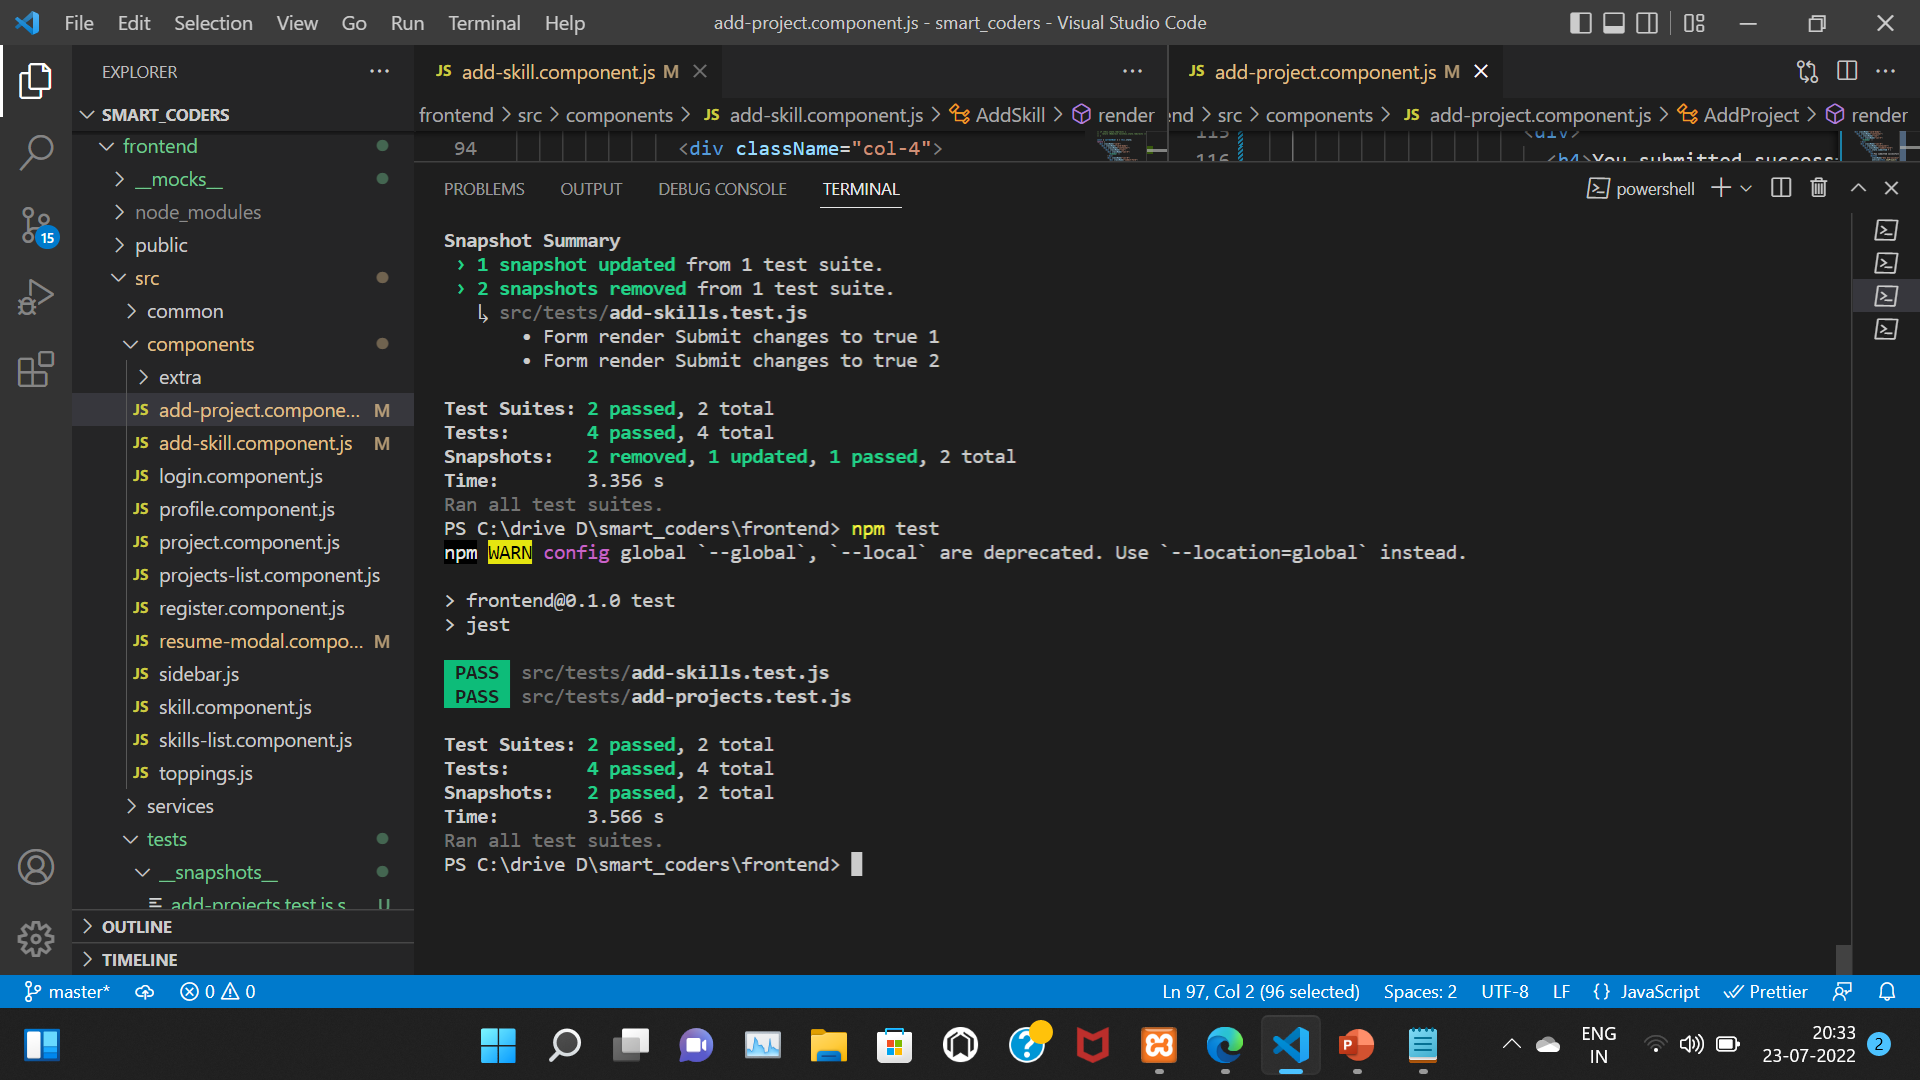 File Edit Selection View Go Run Terminal Help
add-project.component.js - smart_coders - Visual Studio Code
EXPLORER
SMART_CODERS
frontend
__mocks__
node_modules
public
src
common
components
extra
JS add-project.compone... M
JS add-skill.component.js M
JS login.component.js
JS profile.component.js
JS project.component.js
JS projects-list.component.js
JS register.component.js
JS resume-modal.compo... M
JS sidebar.js
JS skill.component.js
JS skills-list.component.js
JS toppings.js
services
tests
__snapshots__
add-projects.test.js.s U
OUTLINE
TIMELINE
15
JS add-skill.component.js M
frontend > src > components > JS add-skill.component.js > AddSkill > render
94 <div className="col-4">
JS add-project.component.js M
nd > src > components > JS add-project.component.js > AddProject > render
115 <div>
116 <h4>You submitted success
PROBLEMS OUTPUT DEBUG CONSOLE TERMINAL
powershell
Snapshot Summary
› 1 snapshot updated from 1 test suite.
› 2 snapshots removed from 1 test suite.
↳ src/tests/add-skills.test.js
• Form render Submit changes to true 1
• Form render Submit changes to true 2
Test Suites: 2 passed, 2 total
Tests: 4 passed, 4 total
Snapshots: 2 removed, 1 updated, 1 passed, 2 total
Time: 3.356 s
Ran all test suites.
PS C:\drive D\smart_coders\frontend> npm test
npm WARN config global `--global`, `--local` are deprecated. Use `--location=global` instead.
> frontend@0.1.0 test
> jest
PASS src/tests/add-skills.test.js
PASS src/tests/add-projects.test.js
Test Suites: 2 passed, 2 total
Tests: 4 passed, 4 total
Snapshots: 2 passed, 2 total
Time: 3.566 s
Ran all test suites.
PS C:\drive D\smart_coders\frontend>
master* 0 0
Ln 97, Col 2 (96 selected) Spaces: 2 UTF-8 LF {} JavaScript Prettier
ENG
IN
20:33
23-07-2022
2